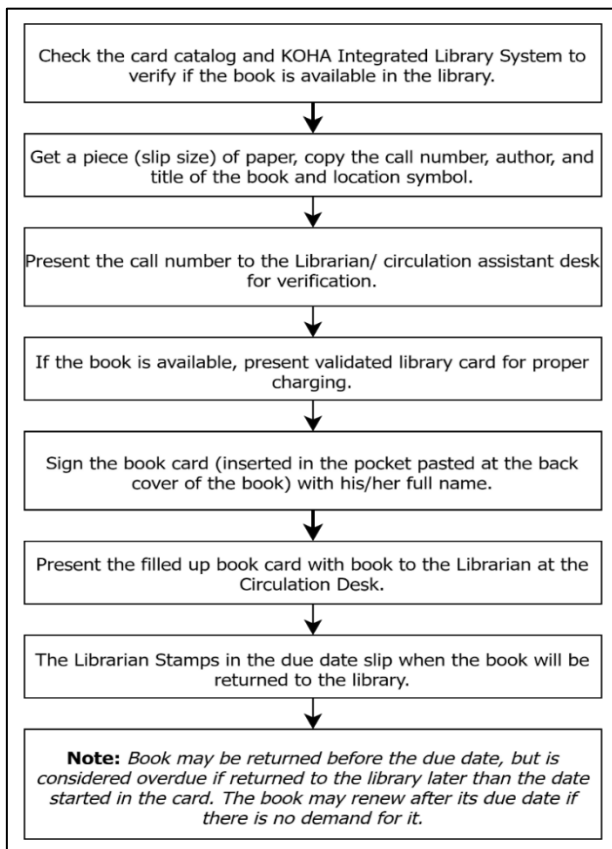 Check the card catalog and KOHA Integrated Library System to
verify if the book is available in the library.
Get a piece (slip size) of paper, copy the call number, author, and
title of the book and location symbol.
Present the call number to the Librarian/ circulation assistant desk
for verification.
If the book is available, present validated library card for proper
charging.
Sign the book card (inserted in the pocket pasted at the back
cover of the book) with his/her full name.
Present the filled up book card with book to the Librarian at the
Circulation Desk.
The Librarian Stamps in the due date slip when the book will be
returned to the library.
Note: Book may be returned before the due date, but is
considered overdue if returned to the library later than the date
started in the card. The book may renew after its due date if
there is no demand for it.